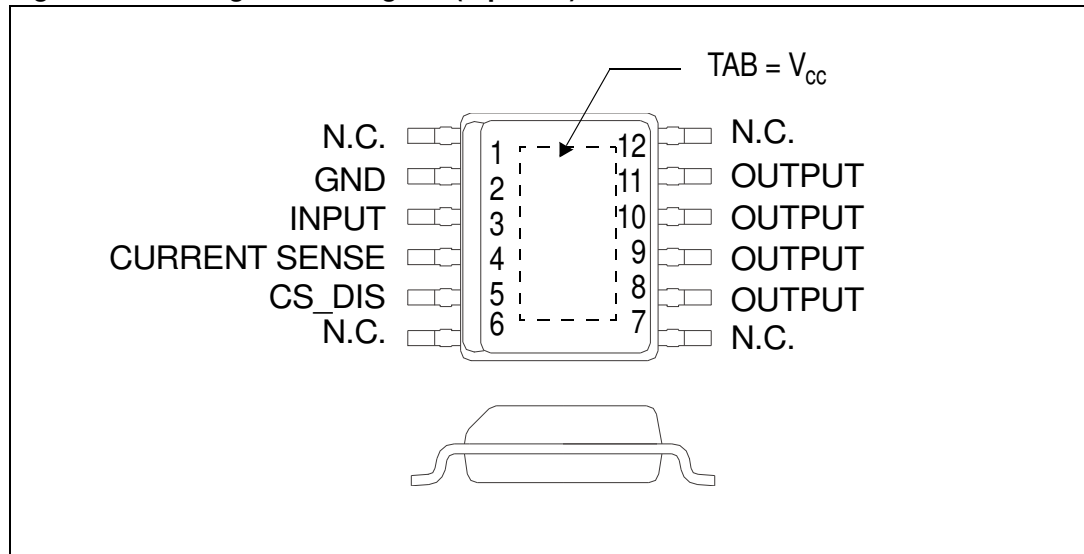 TAB = Vcc
N.C. 1 12 N.C.
GND 2 11 OUTPUT
INPUT 3 10 OUTPUT
CURRENT SENSE 4 9 OUTPUT
CS_DIS 5 8 OUTPUT
N.C. 6 7 N.C.